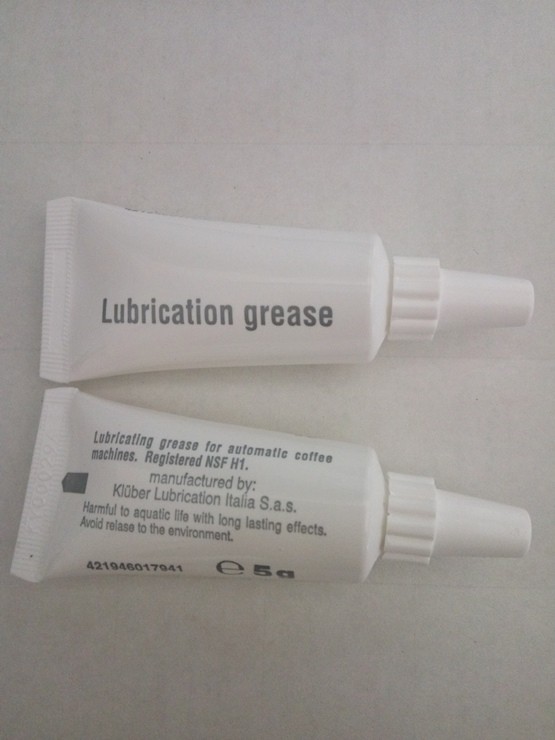 Lubrication grease
Lubricating grease for automatic coffee
machines. Registered NSF H1.
manufactured by:
Klüber Lubrication Italia S.a.s.
Harmful to aquatic life with long lasting effects.
Avoid relase to the environment.
421946017941 e 5g